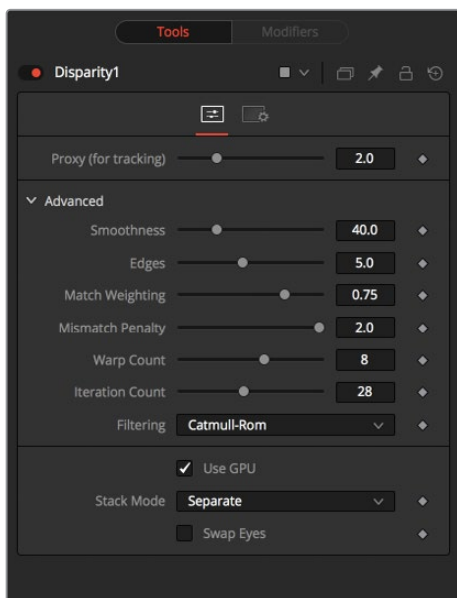 Tools Modifiers
Disparity1
Proxy (for tracking) 2.0
Advanced
Smoothness 40.0
Edges 5.0
Match Weighting 0.75
Mismatch Penalty 2.0
Warp Count 8
Iteration Count 28
Filtering Catmull-Rom
Use GPU
Stack Mode Separate
Swap Eyes